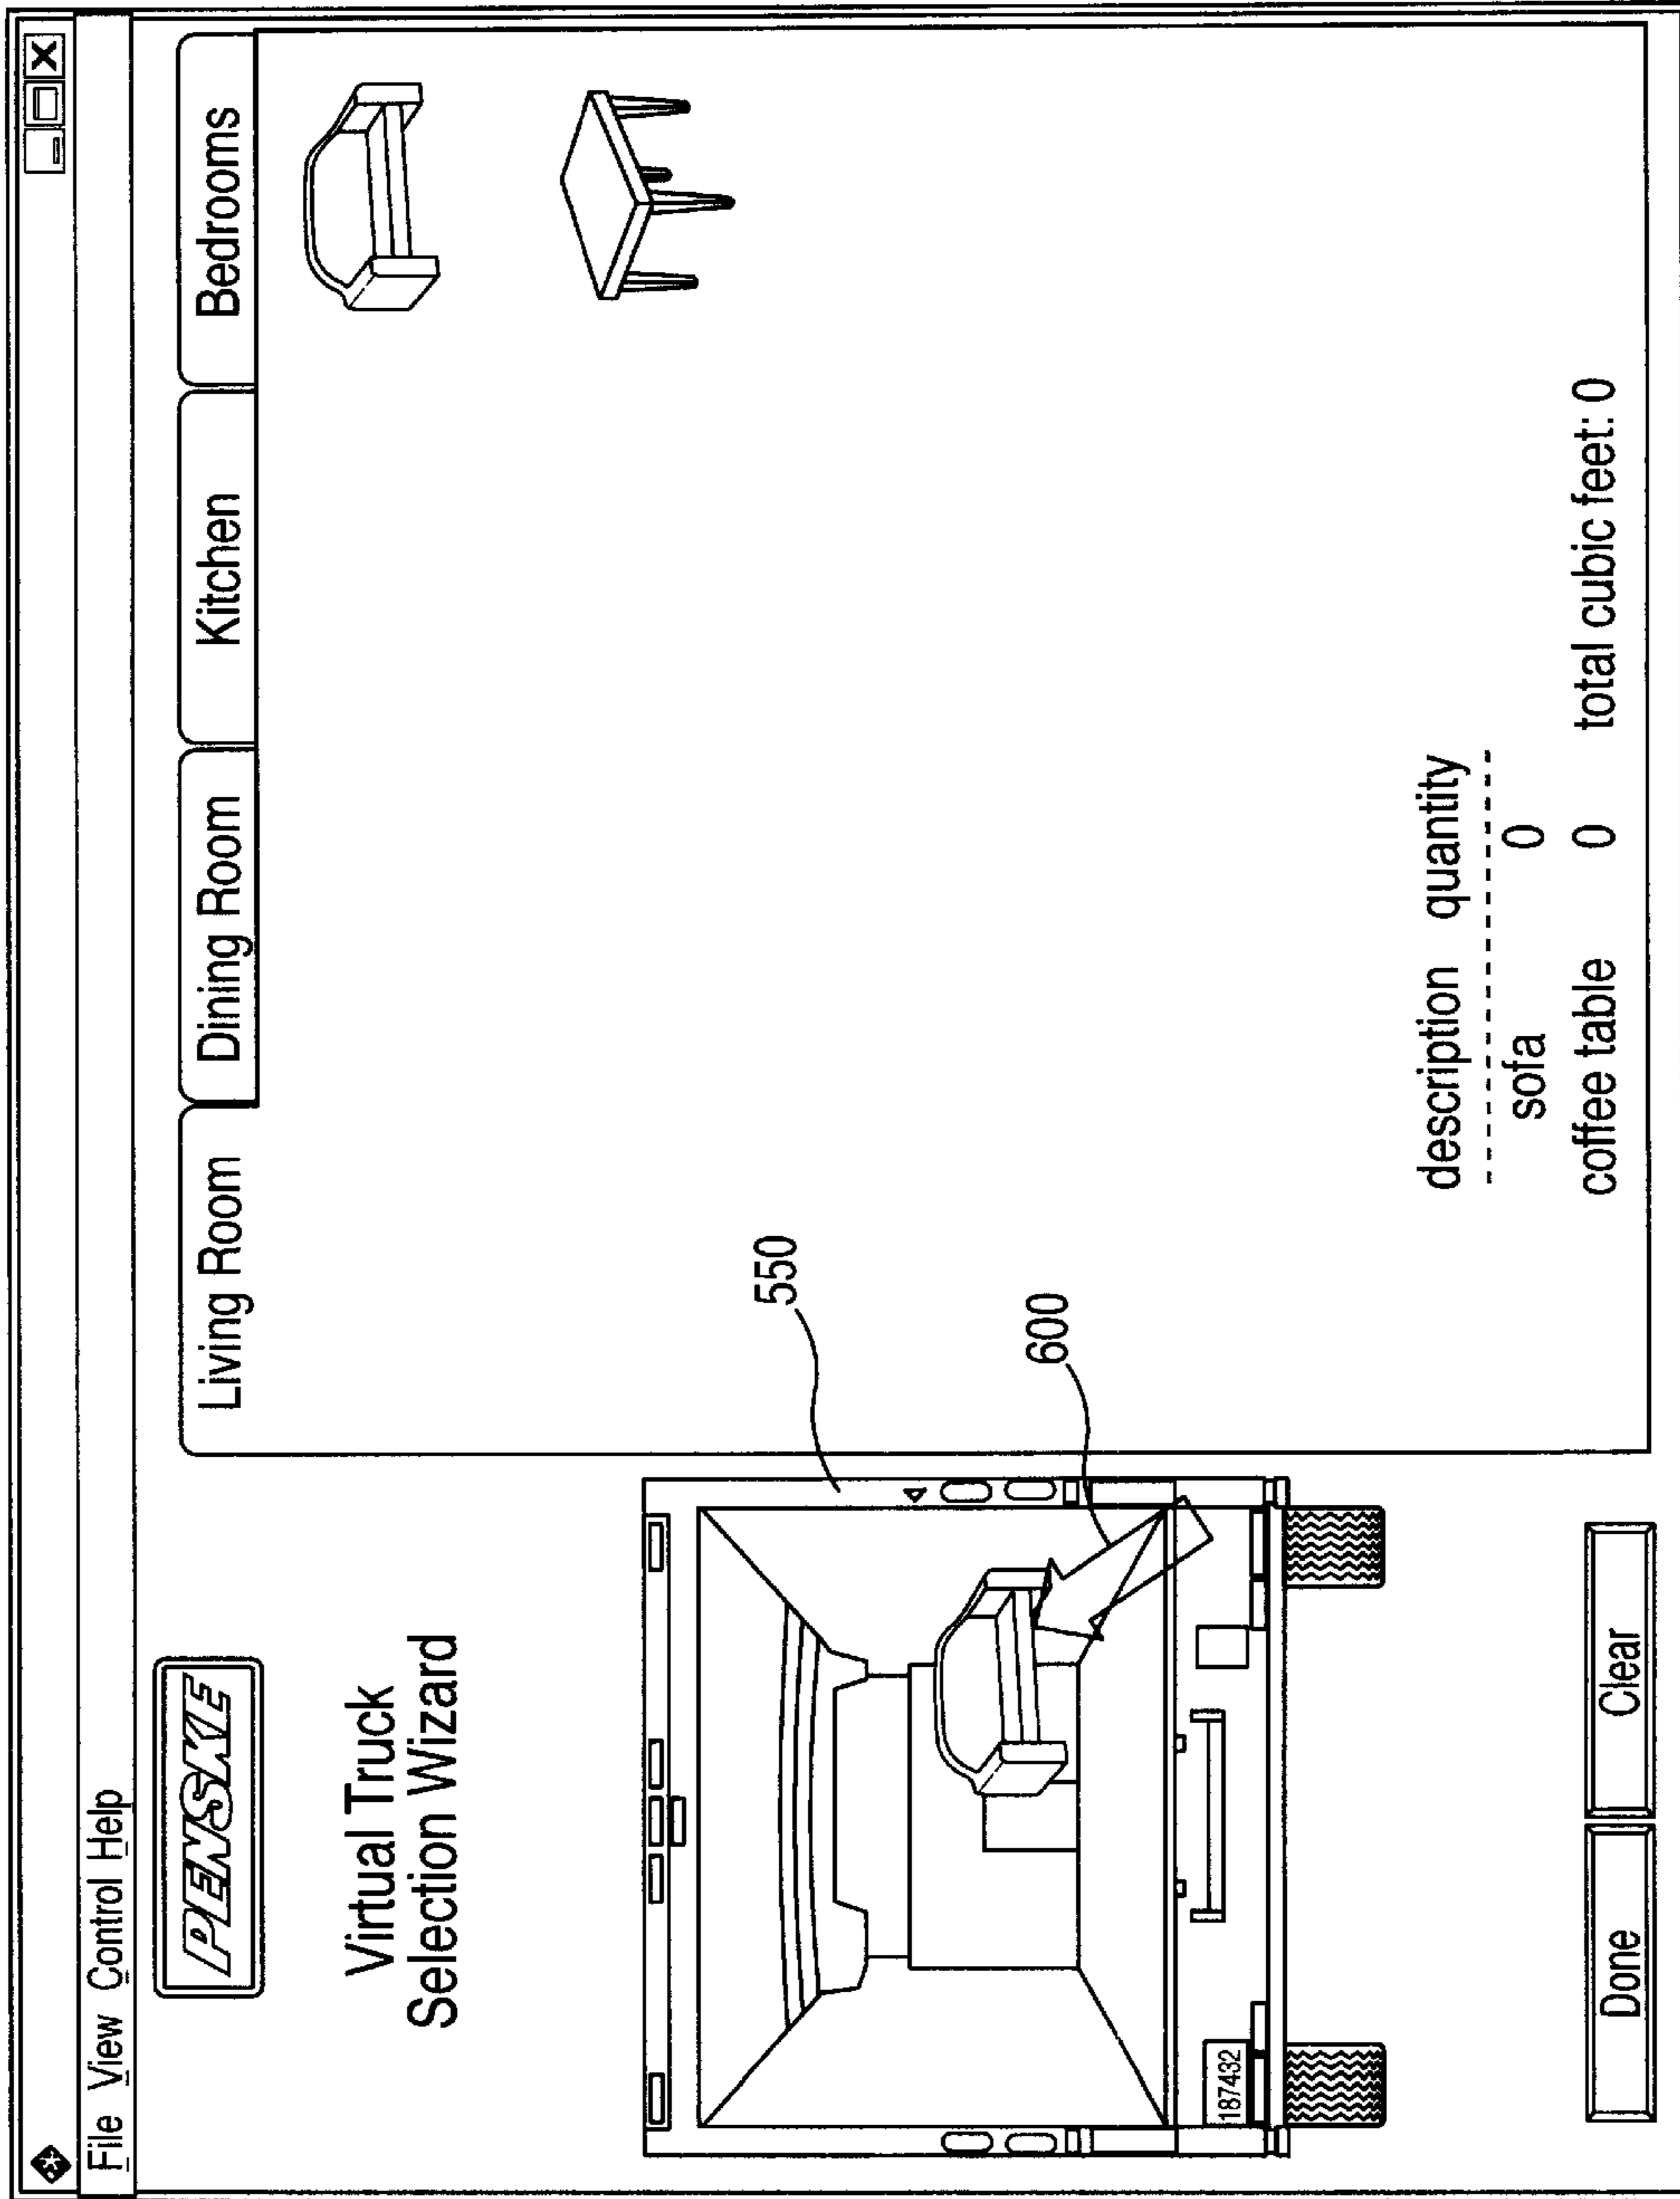 File View Control Help
PENSKE
Virtual Truck
Selection Wizard
187432
Done
Clear
550
600
Living Room
Dining Room
Kitchen
Bedrooms
description quantity
sofa 0
coffee table 0
total cubic feet: 0